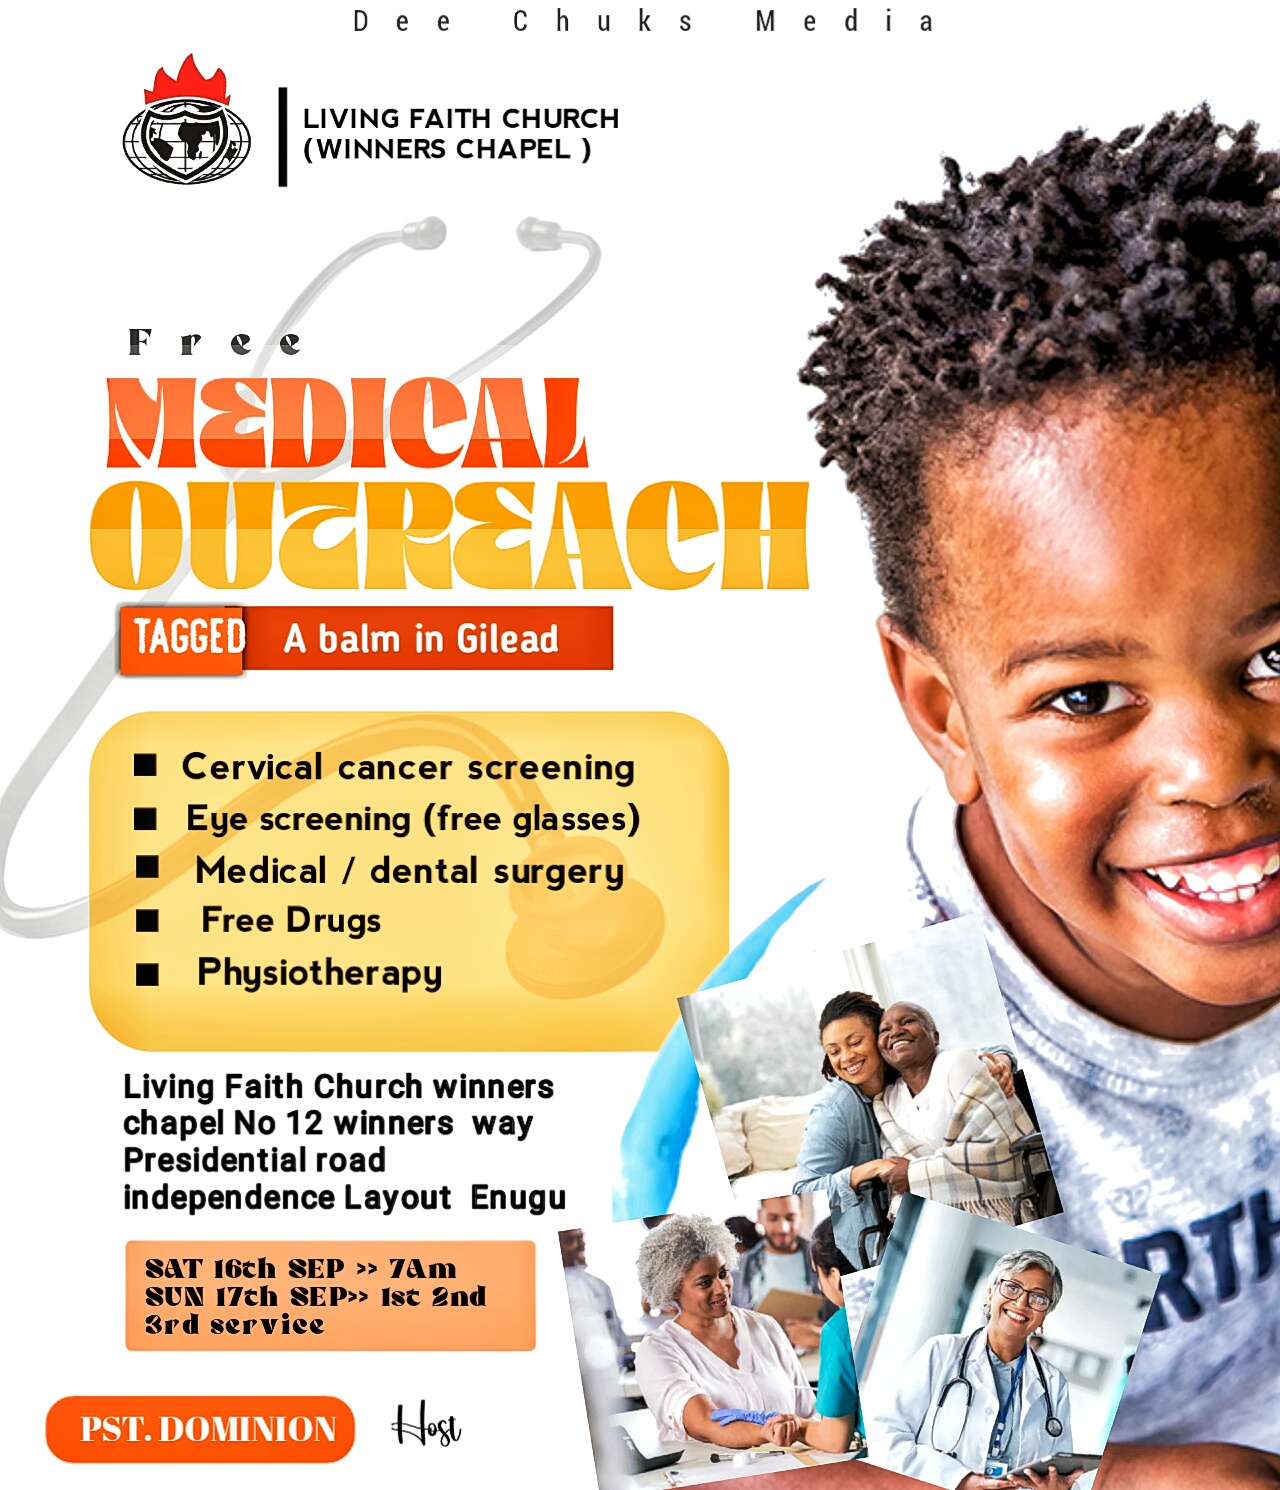 Dee Chuks Media
LIVING FAITH CHURCH
(WINNERS CHAPEL )
Free
MEDICAL
OUTREACH
TAGGED A balm in Gilead
■ Cervical cancer screening
■ Eye screening (free glasses)
■ Medical / dental surgery
■ Free Drugs
■ Physiotherapy
Living Faith Church winners
chapel No 12 winners way
Presidential road
independence Layout Enugu
SAT 16th SEP >> 7Am
SUN 17th SEP>> 1st 2nd
3rd service
PST. DOMINION Host